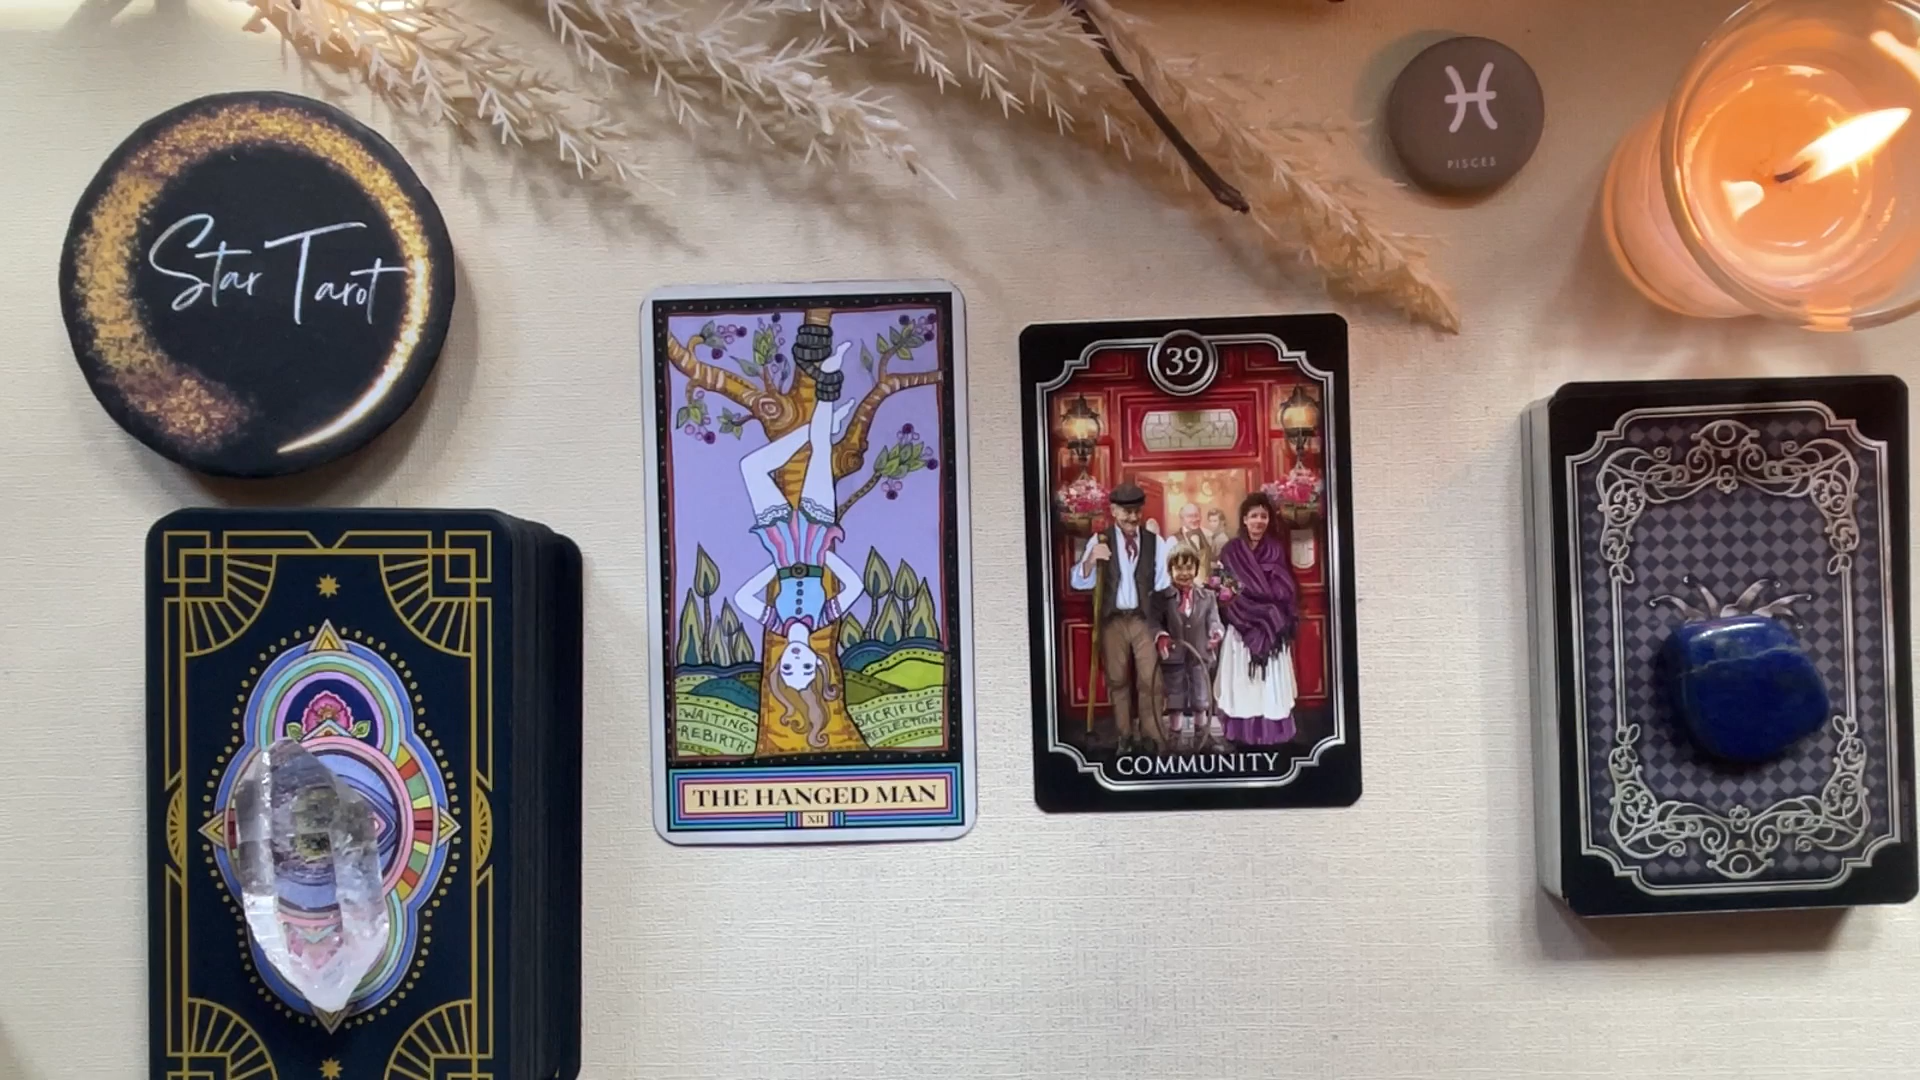 Star Tarot
PISCES
WAITING
REBIRTH
SACRIFICE
REFLECTION
THE HANGED MAN
XII
39
COMMUNITY